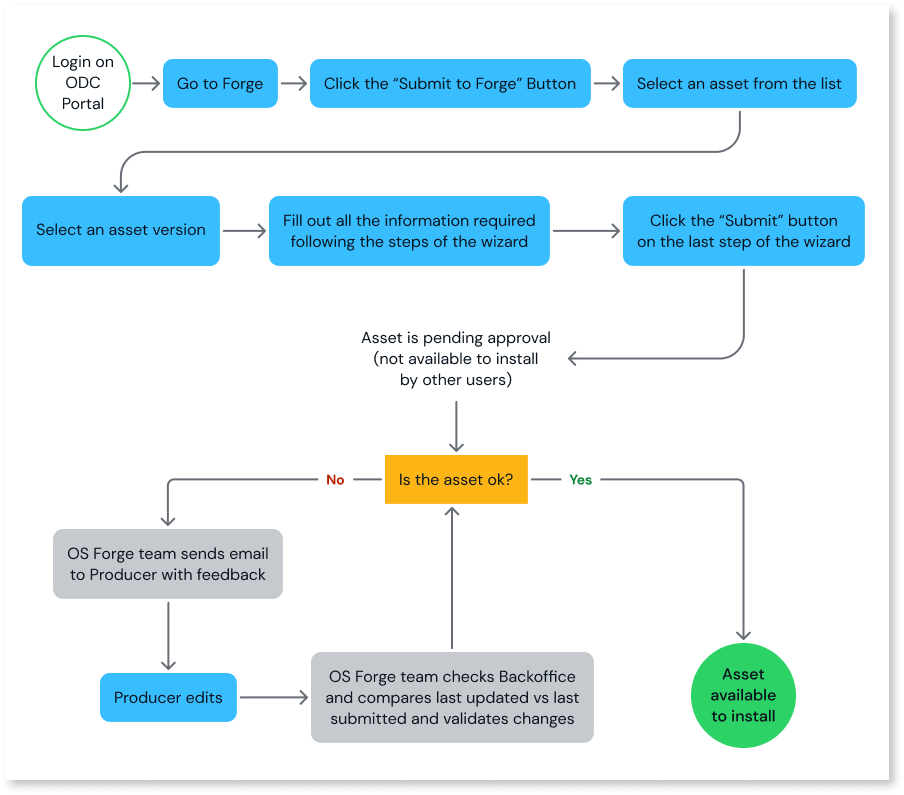 Login on
ODC
Portal
Go to Forge
Click the “Submit to Forge” Button
Select an asset from the list
Select an asset version
Fill out all the information required
following the steps of the wizard
Click the “Submit” button
on the last step of the wizard
Asset is pending approval
(not available to install
by other users)
Is the asset ok?
No
Yes
OS Forge team sends email
to Producer with feedback
Producer edits
OS Forge team checks Backoffice
and compares last updated vs last
submitted and validates changes
Asset
available
to install